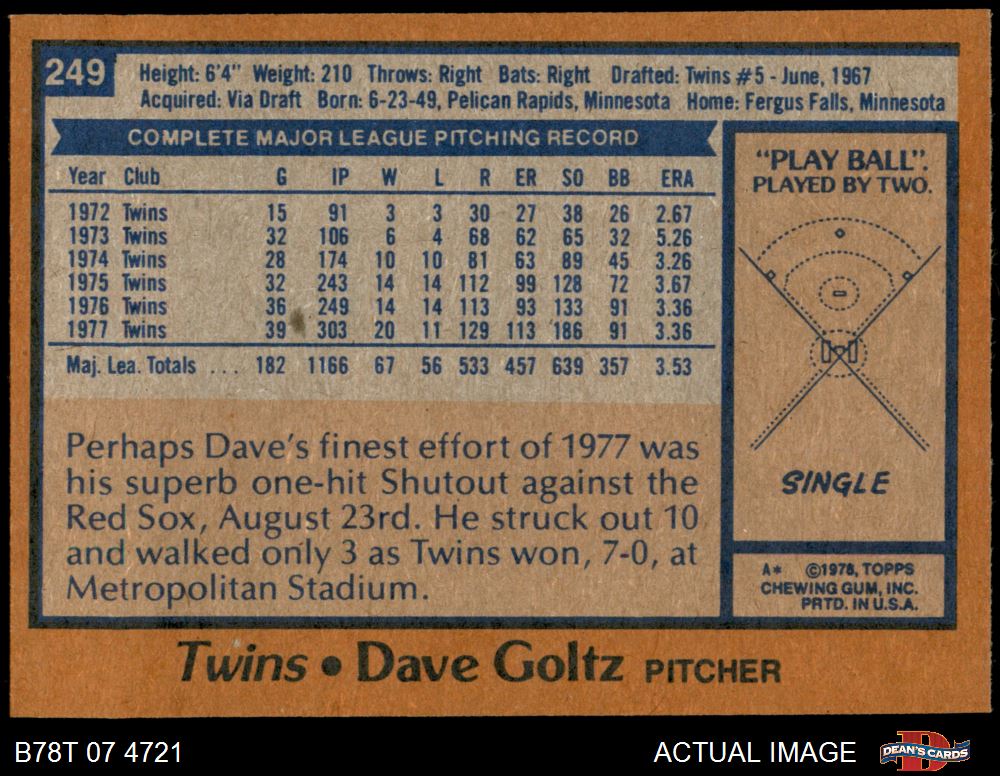 249
Height: 6'4" Weight: 210 Throws: Right Bats: Right Drafted: Twins #5 - June, 1967
Acquired: Via Draft Born: 6-23-49, Pelican Rapids, Minnesota Home: Fergus Falls, Minnesota
COMPLETE MAJOR LEAGUE PITCHING RECORD
Year Club G IP W L R ER SO BB ERA
1972 Twins 15 91 3 3 30 27 38 26 2.67
1973 Twins 32 106 6 4 68 62 65 32 5.26
1974 Twins 28 174 10 10 81 63 89 45 3.26
1975 Twins 32 243 14 14 112 99 128 72 3.67
1976 Twins 36 249 14 14 113 93 133 91 3.36
1977 Twins 39 303 20 11 129 113 186 91 3.36
Maj. Lea. Totals ... 182 1166 67 56 533 457 639 357 3.53
Perhaps Dave's finest effort of 1977 was
his superb one-hit Shutout against the
Red Sox, August 23rd. He struck out 10
and walked only 3 as Twins won, 7-0, at
Metropolitan Stadium.
"PLAY BALL".
PLAYED BY TWO.
SINGLE
A* ©1978, TOPPS
CHEWING GUM, INC.
PRTD. IN U.S.A.
Twins • Dave Goltz PITCHER
B78T 07 4721
ACTUAL IMAGE
D
DEAN'S CARDS